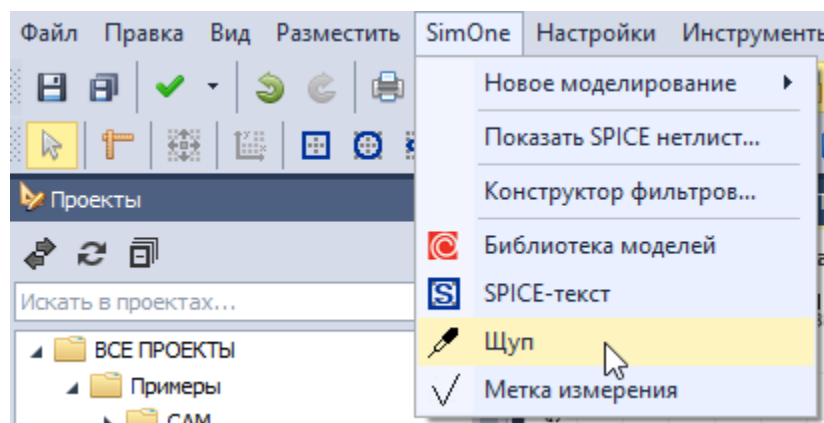 Файл Правка Вид Разместить SimOne Настройки Инструменты
Новое моделирование
Показать SPICE нетлист...
Конструктор фильтров...
Проекты
Библиотека моделей
Искать в проектах...
SPICE-текст
ВСЕ ПРОЕКТЫ
Щуп
Примеры
Метка измерения
CAM